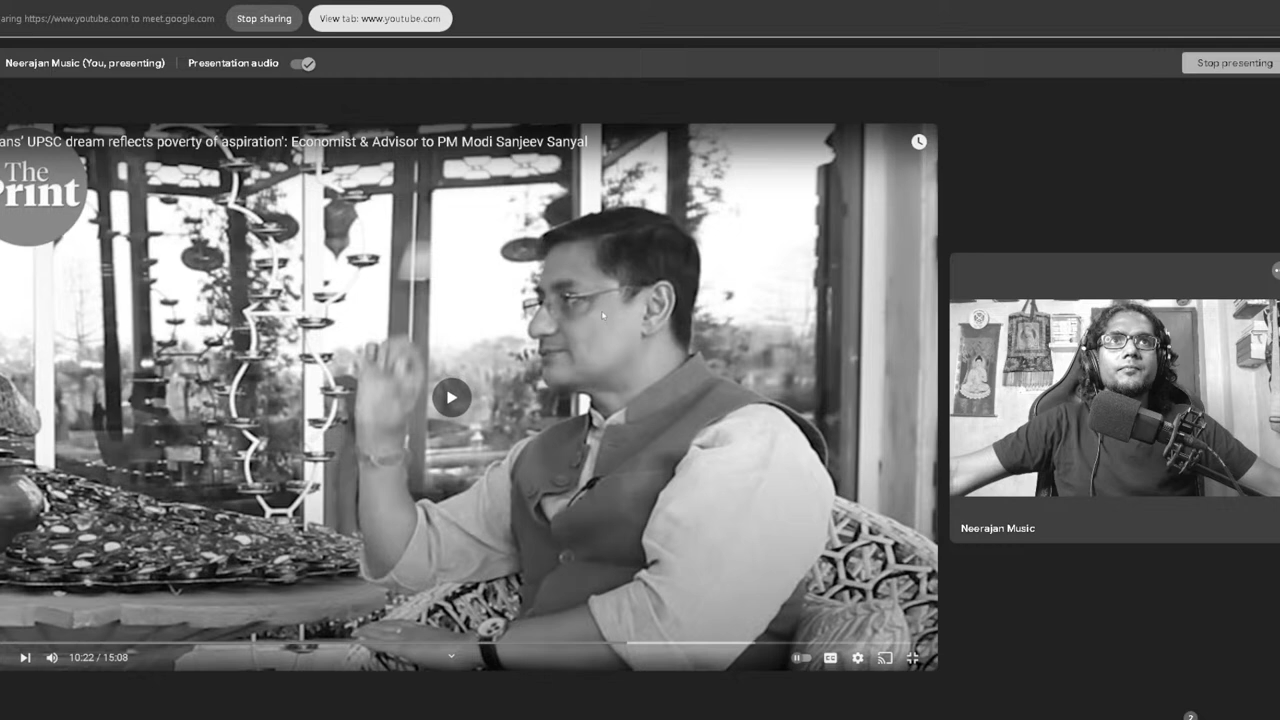 aring https://www.youtube.com to meet.google.com
Stop sharing
View tab: www.youtube.com
Neerajan Music (You, presenting)
Presentation audio
Stop presenting
ans' UPSC dream reflects poverty of aspiration': Economist & Advisor to PM Modi Sanjeev Sanyal
The
Print
10:22 / 15:08
CC
Neerajan Music